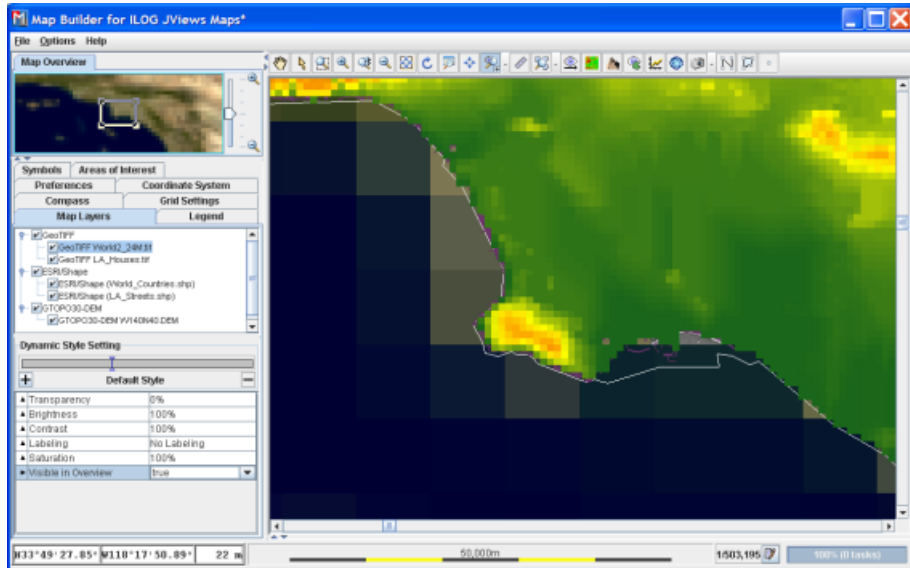 Map Builder for ILOG JViews Maps*
File Options Help
Map Overview
Symbols Areas of Interest
Preferences Coordinate System
Compass Grid Settings
Map Layers Legend
GeoTIFF
GeoTIFF World2_24M.tif
GeoTIFF LA_Houses.tif
ESRI/Shape
ESRI/Shape (World_Countries.shp)
ESRI/Shape (LA_Streets.shp)
GTOPO30-DEM
GTOPO30-DEM W140N40.DEM
Dynamic Style Setting
Default Style
Transparency 0%
Brightness 100%
Contrast 100%
Labeling No Labeling
Saturation 100%
Visible in Overview true
N33°49'27.85" W118°17'50.89" 22 m
50,000m
1/503,195
100% (0 tasks)